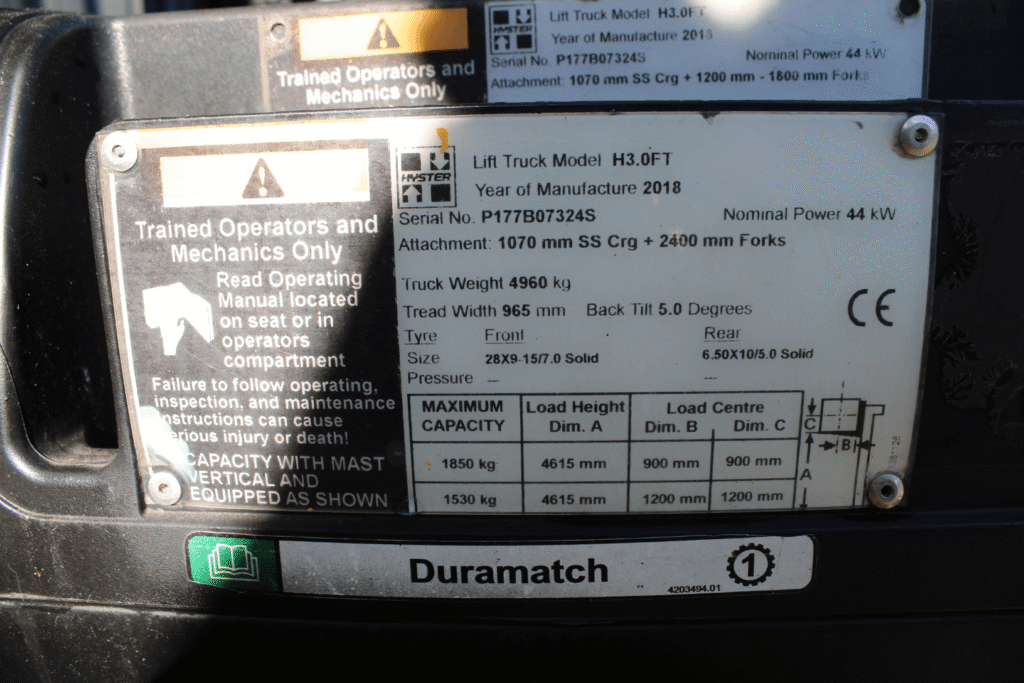 Trained Operators and
Mechanics Only
HYSTER
Lift Truck Model H3.0FT
Year of Manufacture 2018
Serial No. P177B07324S
Nominal Power 44 kW
Attachment: 1070 mm SS Crg + 1200 mm - 1800 mm Forks
Trained Operators and
Mechanics Only
Read Operating
Manual located
on seat or in
operators
compartment
Failure to follow operating,
inspection, and maintenance
instructions can cause
serious injury or death!
CAPACITY WITH MAST
VERTICAL AND
EQUIPPED AS SHOWN
HYSTER
Lift Truck Model H3.0FT
Year of Manufacture 2018
Serial No. P177B07324S Nominal Power 44 kW
Attachment: 1070 mm SS Crg + 2400 mm Forks
Truck Weight 4960 kg
Tread Width 965 mm Back Tilt 5.0 Degrees
CE
Tyre Front Rear
Size 28X9-15/7.0 Solid 6.50X10/5.0 Solid
Pressure --- ---
MAXIMUM CAPACITY Load Height Dim. A Load Centre Dim. B Dim. C
1850 kg 4615 mm 900 mm 900 mm
1530 kg 4615 mm 1200 mm 1200 mm
C
B
A
Duramatch
4203494.01
1